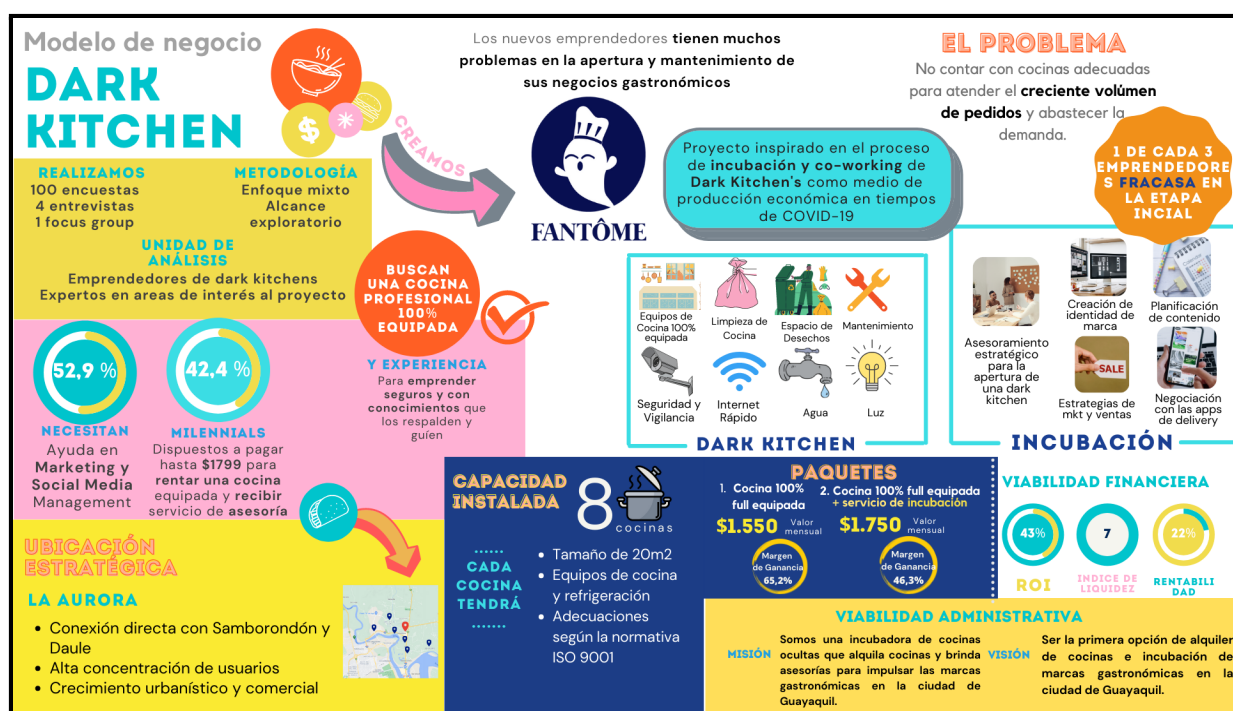 Modelo de negocio
DARK
KITCHEN
REALIZAMOS
100 encuestas
4 entrevistas
1 focus group
METODOLOGÍA
Enfoque mixto
Alcance
exploratorio
UNIDAD DE
ANÁLISIS
Emprendedores de dark kitchens
Expertos en areas de interés al proyecto
CREAMOS
Los nuevos emprendedores tienen muchos
problemas en la apertura y mantenimiento de
sus negocios gastronómicos
FANTÔME
Proyecto inspirado en el proceso
de incubación y co-working de
Dark Kitchen's como medio de
producción económica en tiempos
de COVID-19
EL PROBLEMA
No contar con cocinas adecuadas
para atender el creciente volúmen
de pedidos y abastecer la
demanda.
1 DE CADA 3
EMPRENDEDORE
S FRACASA EN
LA ETAPA
INCIAL
BUSCAN
UNA COCINA
PROFESIONAL
100%
EQUIPADA
Y EXPERIENCIA
Para emprender
seguros y con
conocimientos que
los respalden y
guíen
52,9 %
NECESITAN
Ayuda en
Marketing y
Social Media
Management
42,4 %
MILENNIALS
Dispuestos a pagar
hasta $1799 para
rentar una cocina
equipada y recibir
servicio de asesoría
Equipos de
Cocina 100%
equipada
Limpieza de
Cocina
Espacio de
Desechos
Mantenimiento
Seguridad y
Vigilancia
Internet
Rápido
Agua
Luz
DARK KITCHEN
Asesoramiento
estratégico
para la
apertura de
una dark
kitchen
Creación de
identidad de
marca
Planificación
de contenido
SALE
Estrategias de
mkt y ventas
Negociación
con las apps
de delivery
INCUBACIÓN
UBICACIÓN
ESTRATÉGICA
LA AURORA
• Conexión directa con Samborondón y
Daule
• Alta concentración de usuarios
• Crecimiento urbanístico y comercial
CAPACIDAD
INSTALADA
8
cocinas
CADA
COCINA
TENDRÁ
• Tamaño de 20m2
• Equipos de cocina
y refrigeración
• Adecuaciones
según la normativa
ISO 9001
PAQUETES
1. Cocina 100%
full equipada
$1.550 Valor
mensual
Margen
de Ganancia
65,2%
2. Cocina 100% full equipada
+ servicio de incubación
$1.750 Valor
mensual
Margen
de Ganancia
46,3%
VIABILIDAD FINANCIERA
43%
ROI
7
INDICE DE
LIQUIDEZ
22%
RENTABILI
DAD
VIABILIDAD ADMINISTRATIVA
MISIÓN
Somos una incubadora de cocinas
ocultas que alquila cocinas y brinda
asesorías para impulsar las marcas
gastronómicas en la ciudad de
Guayaquil.
VISIÓN
Ser la primera opción de alquiler
de cocinas e incubación de
marcas gastronómicas en la
ciudad de Guayaquil.